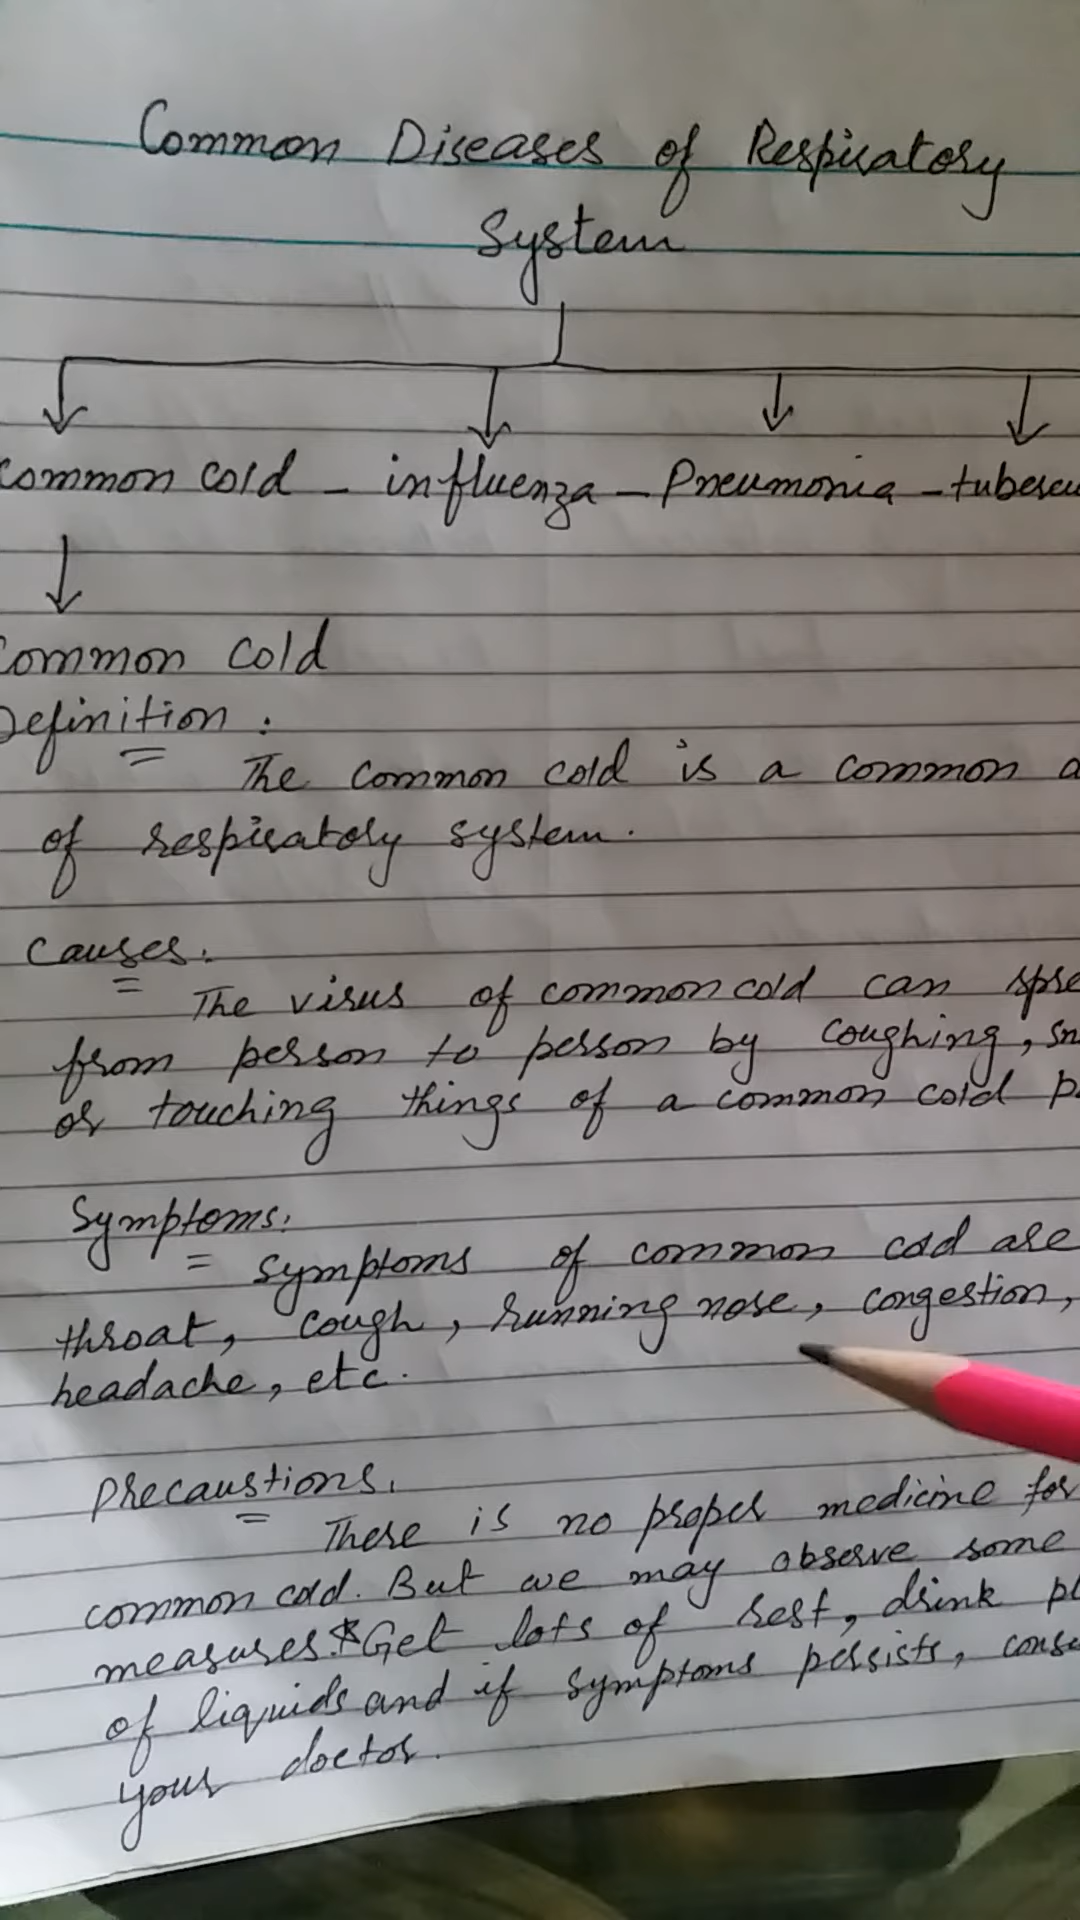 Common Diseases of Respiratory
System
Common cold - influenza - Pneumonia - tubercu
Common Cold
Definition :
The common cold is a common a
of respiratory system.
Causes:
The virus of common cold can spre
from person to person by coughing, sn
or touching things of a common cold p
Symptoms:
= Symptoms of common cold are
throat, cough, running nose, congestion,
headache, etc.
Precaustions.
= There is no proper medicine for
common cold. But we may observe some
measures. Get lots of rest, drink pl
of liquids and if symptoms persists, consu
your doctor.